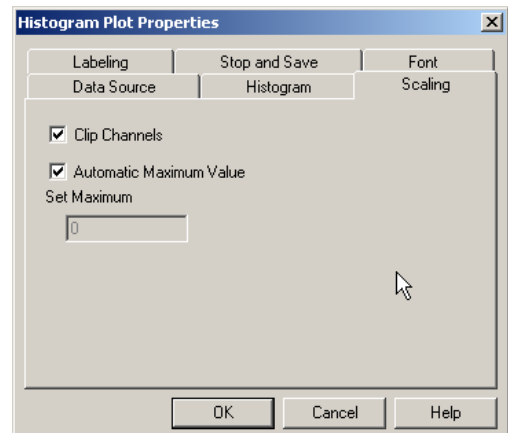 Histogram Plot Properties
Labeling Stop and Save Font
Data Source Histogram Scaling
Clip Channels
Automatic Maximum Value
Set Maximum
0
OK Cancel Help